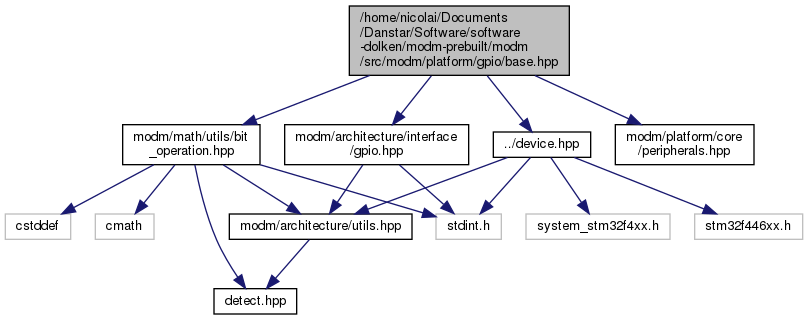 /home/nicolai/Documents
/Danstar/Software/software
-dolken/modm-prebuilt/modm
/src/modm/platform/gpio/base.hpp
modm/math/utils/bit
_operation.hpp
modm/architecture/interface
/gpio.hpp
../device.hpp
modm/platform/core
/peripherals.hpp
cstddef
cmath
modm/architecture/utils.hpp
stdint.h
system_stm32f4xx.h
stm32f446xx.h
detect.hpp